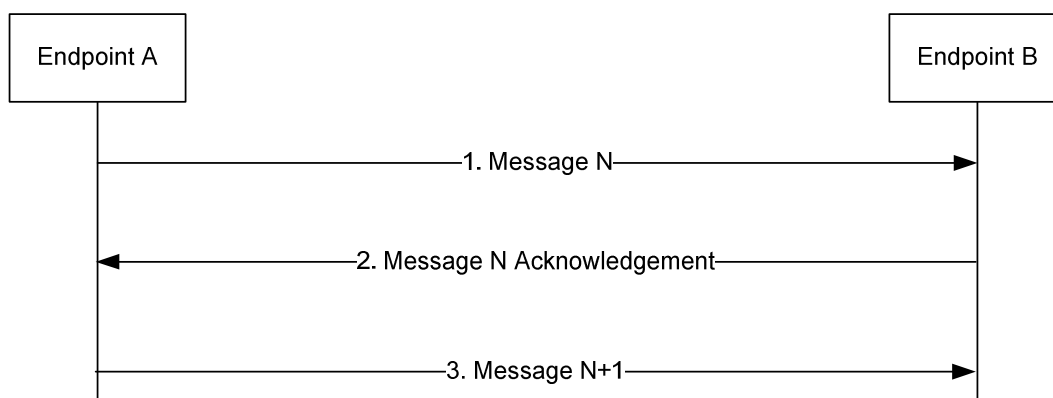 Endpoint A
Endpoint B
1. Message N
2. Message N Acknowledgement
3. Message N+1